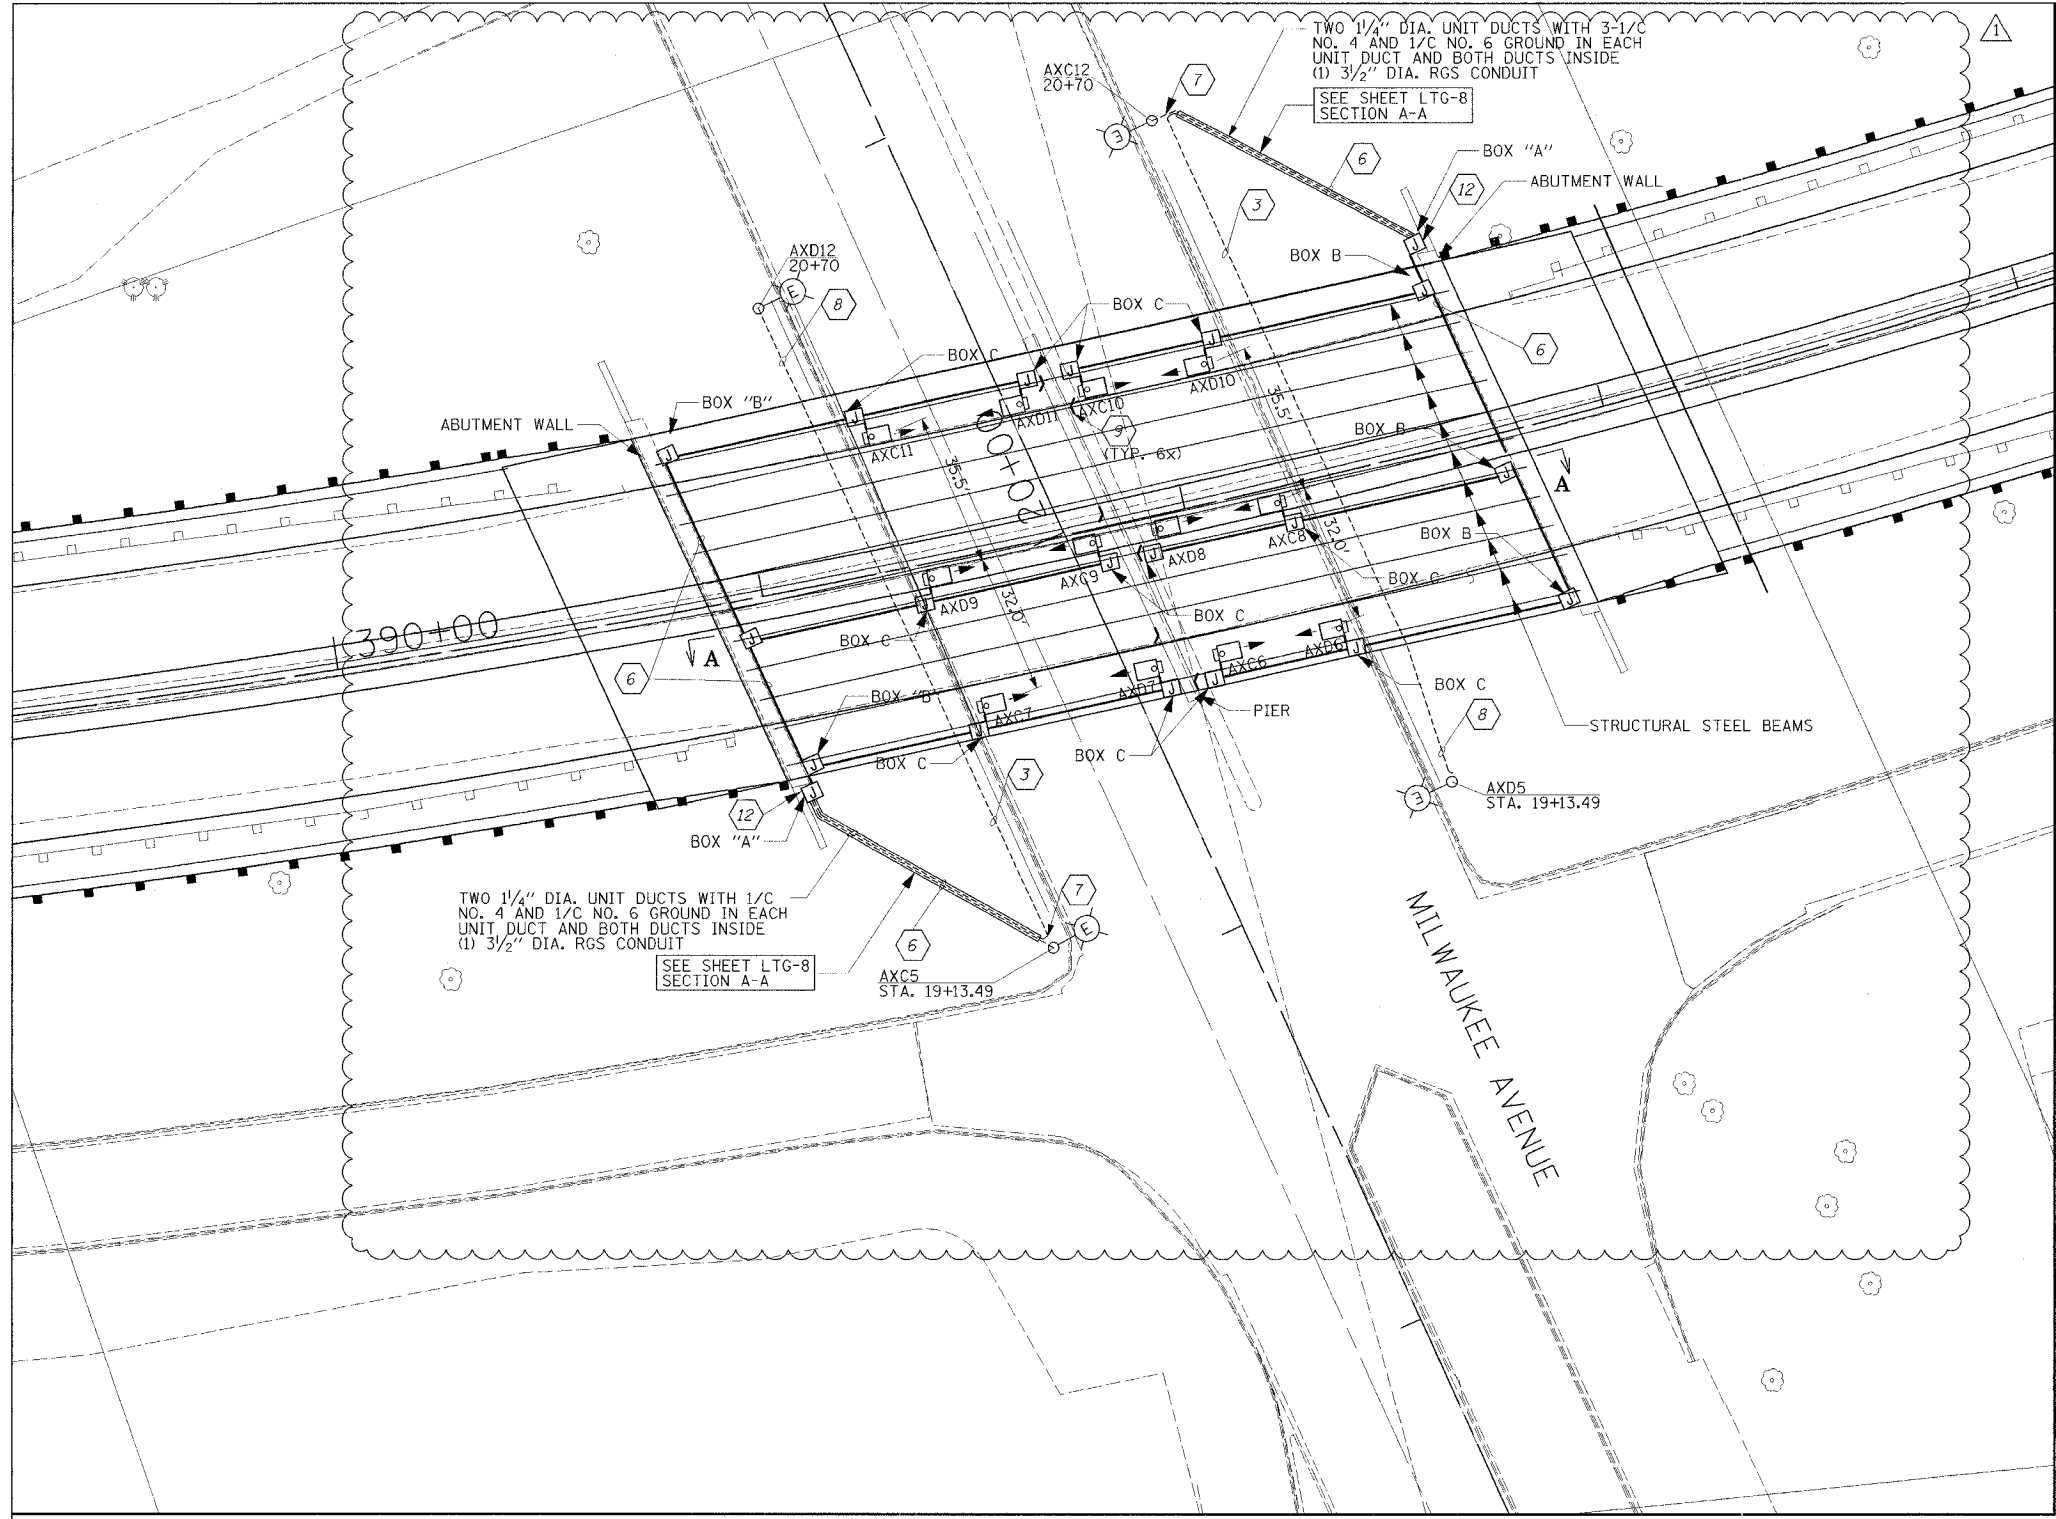 TWO 1 1/4" DIA. UNIT DUCTS WITH 3-1/C
NO. 4 AND 1/C NO. 6 GROUND IN EACH
UNIT DUCT AND BOTH DUCTS INSIDE
(1) 3 1/2" DIA. RGS CONDUIT
1
SEE SHEET LTG-8
SECTION A-A
AXC12
20+70
7
E
6
BOX "A"
12
ABUTMENT WALL
3
BOX B
AXD12
20+70
E
8
BOX C
J
J
6
BOX C
J
J
J
AXD10
35.5'
BOX "B"
J
AXD11
AXC10
J
ABUTMENT WALL
AXC11
9
(TYP. 6x)
BOX B
J
35.5'
20+00
J
A
32.0'
AXC8
J
BOX B
AXD8
J
AXC9
J
BOX C
AXD9
J
32.0'
BOX C
J
390+00
BOX C
J
A
6
AXD6
J
AXC6
J
BOX C
AXD7
J
BOX "B"
AXC7
J
PIER
8
STRUCTURAL STEEL BEAMS
BOX C
BOX C
J
3
J
12
BOX "A"
E
AXD5
STA. 19+13.49
TWO 1 1/4" DIA. UNIT DUCTS WITH 1/C
NO. 4 AND 1/C NO. 6 GROUND IN EACH
UNIT DUCT AND BOTH DUCTS INSIDE
(1) 3 1/2" DIA. RGS CONDUIT
7
E
6
SEE SHEET LTG-8
SECTION A-A
AXC5
STA. 19+13.49
MILWAUKEE AVENUE